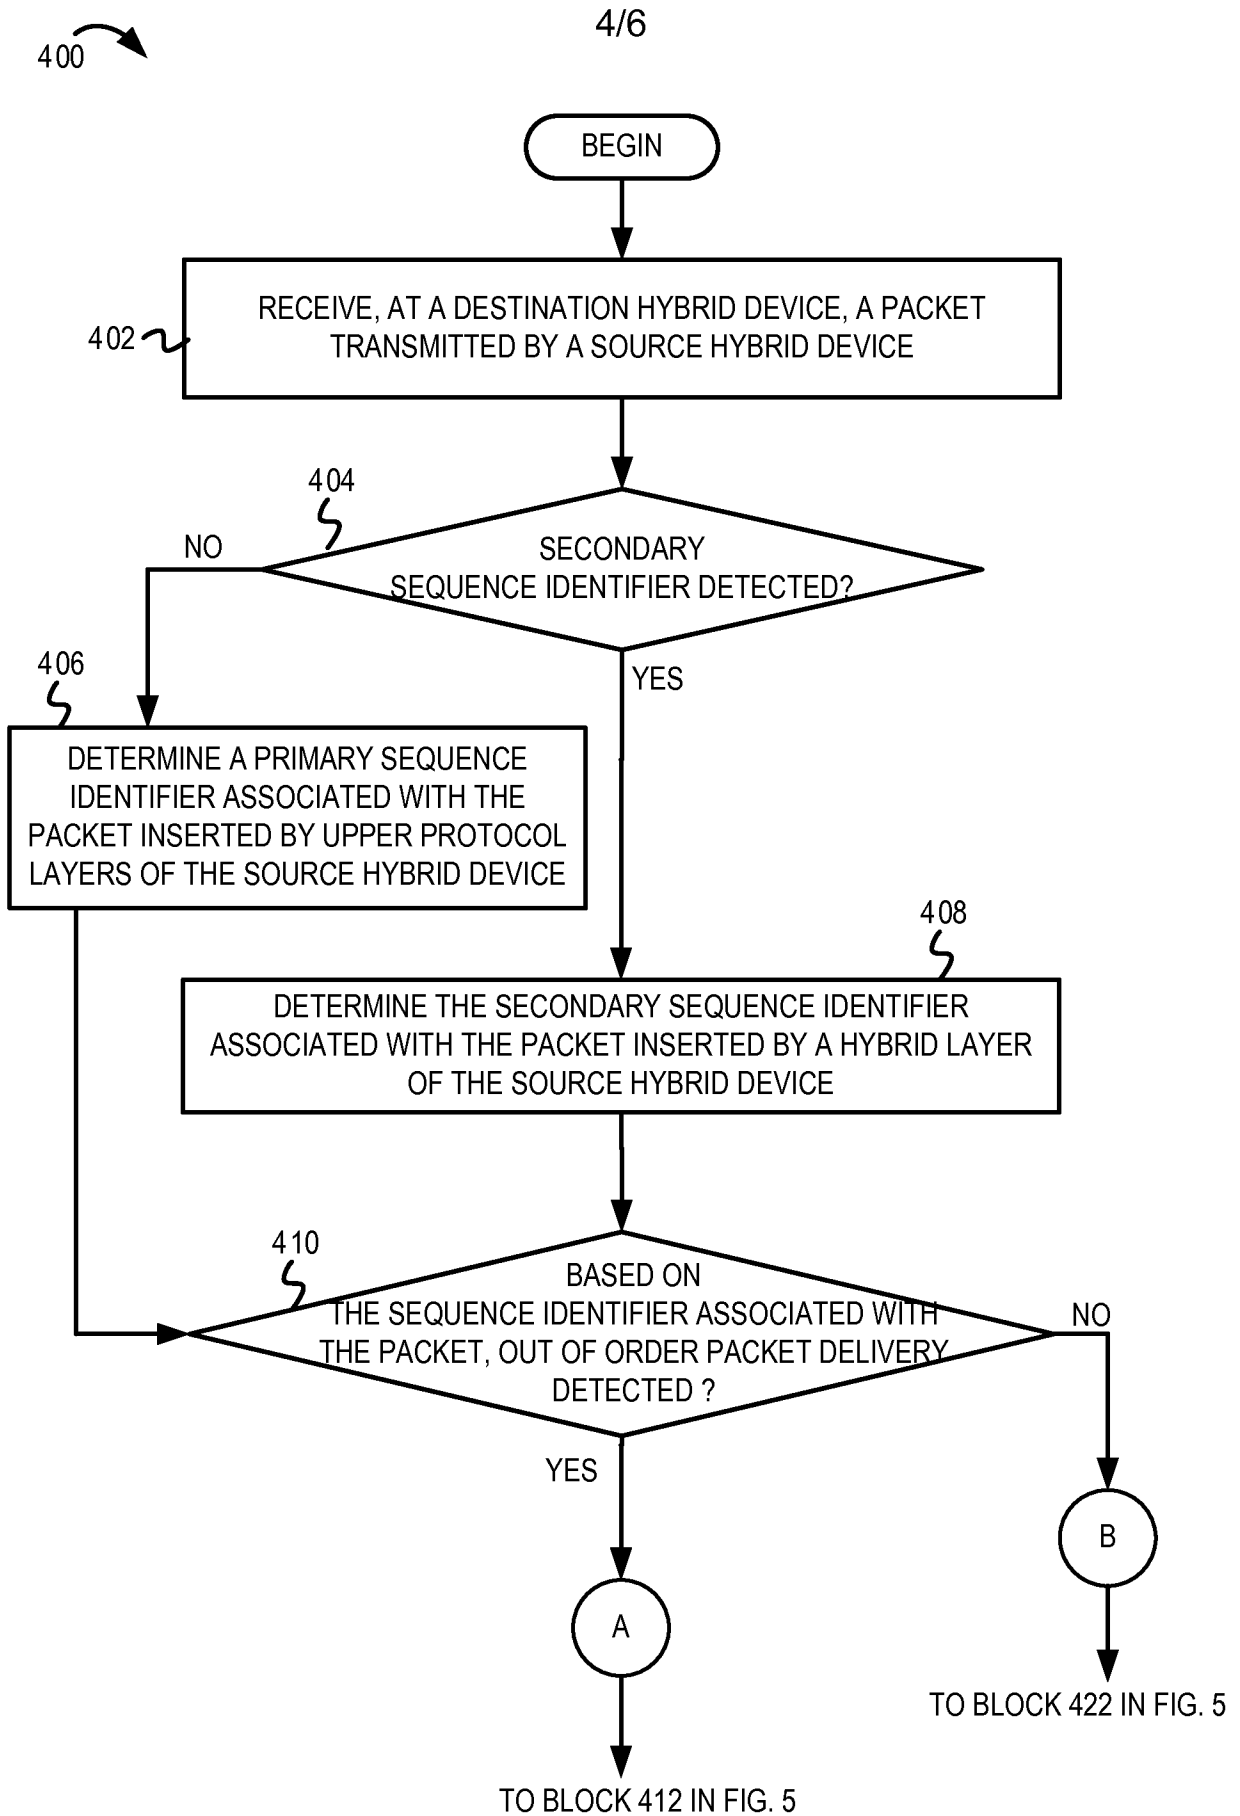 4/6
400
BEGIN
RECEIVE, AT A DESTINATION HYBRID DEVICE, A PACKET
TRANSMITTED BY A SOURCE HYBRID DEVICE
402
404
SECONDARY
SEQUENCE IDENTIFIER DETECTED?
NO
YES
406
DETERMINE A PRIMARY SEQUENCE
IDENTIFIER ASSOCIATED WITH THE
PACKET INSERTED BY UPPER PROTOCOL
LAYERS OF THE SOURCE HYBRID DEVICE
408
DETERMINE THE SECONDARY SEQUENCE IDENTIFIER
ASSOCIATED WITH THE PACKET INSERTED BY A HYBRID LAYER
OF THE SOURCE HYBRID DEVICE
410
BASED ON
THE SEQUENCE IDENTIFIER ASSOCIATED WITH
THE PACKET, OUT OF ORDER PACKET DELIVERY
DETECTED ?
NO
YES
B
A
TO BLOCK 422 IN FIG. 5
TO BLOCK 412 IN FIG. 5